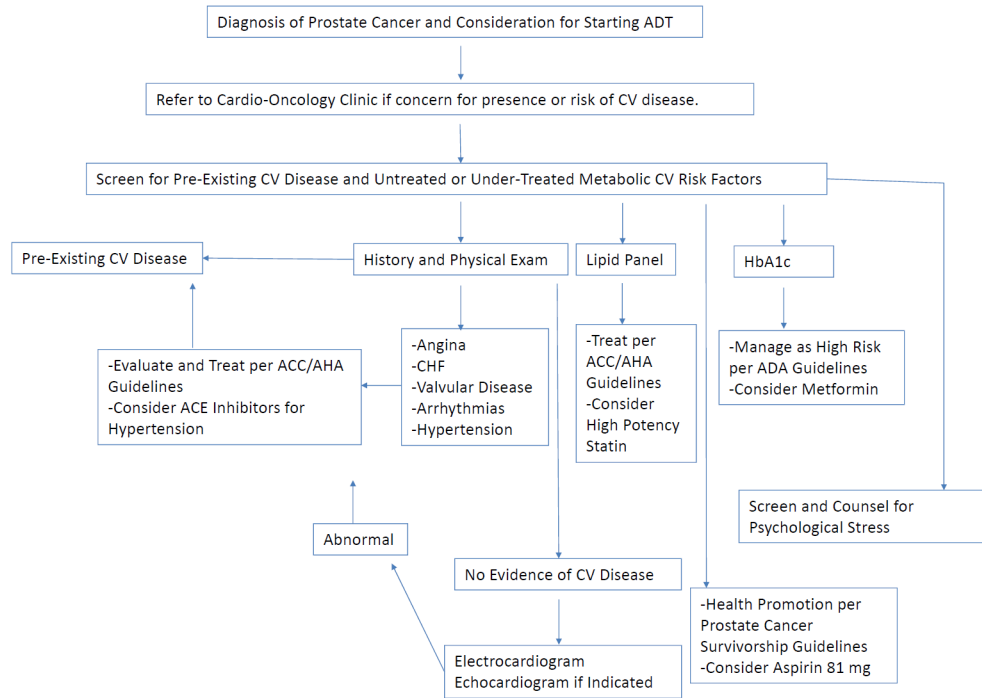 Diagnosis of Prostate Cancer and Consideration for Starting ADT
Refer to Cardio-Oncology Clinic if concern for presence or risk of CV disease.
Screen for Pre-Existing CV Disease and Untreated or Under-Treated Metabolic CV Risk Factors
Pre-Existing CV Disease
History and Physical Exam
Lipid Panel
HbA1c
-Evaluate and Treat per ACC/AHA
Guidelines
-Consider ACE Inhibitors for
Hypertension
-Angina
-CHF
-Valvular Disease
-Arrhythmias
-Hypertension
-Treat per
ACC/AHA
Guidelines
-Consider
High Potency
Statin
-Manage as High Risk
per ADA Guidelines
-Consider Metformin
Screen and Counsel for
Psychological Stress
Abnormal
No Evidence of CV Disease
-Health Promotion per
Prostate Cancer
Survivorship Guidelines
-Consider Aspirin 81 mg
Electrocardiogram
Echocardiogram if Indicated